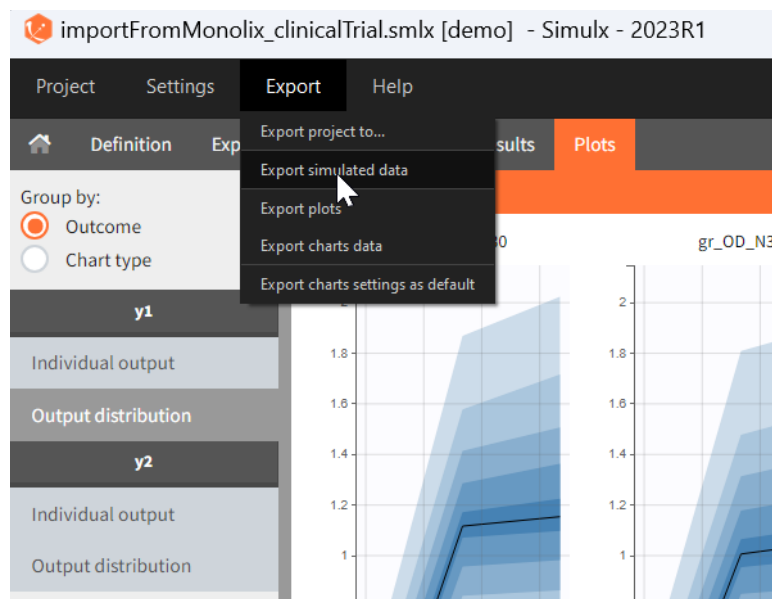 importFromMonolix_clinicalTrial.smlx [demo] - Simulx - 2023R1
Project Settings Export Help
Definition Exp sults Plots
Export project to...
Export simulated data
Export plots
Export charts data
Export charts settings as default
Group by:
Outcome
Chart type
y1
Individual output
Output distribution
y2
Individual output
Output distribution
gr_OD_N3
2
1.8
1.6
1.4
1.2
1
2
1.8
1.6
1.4
1.2
1